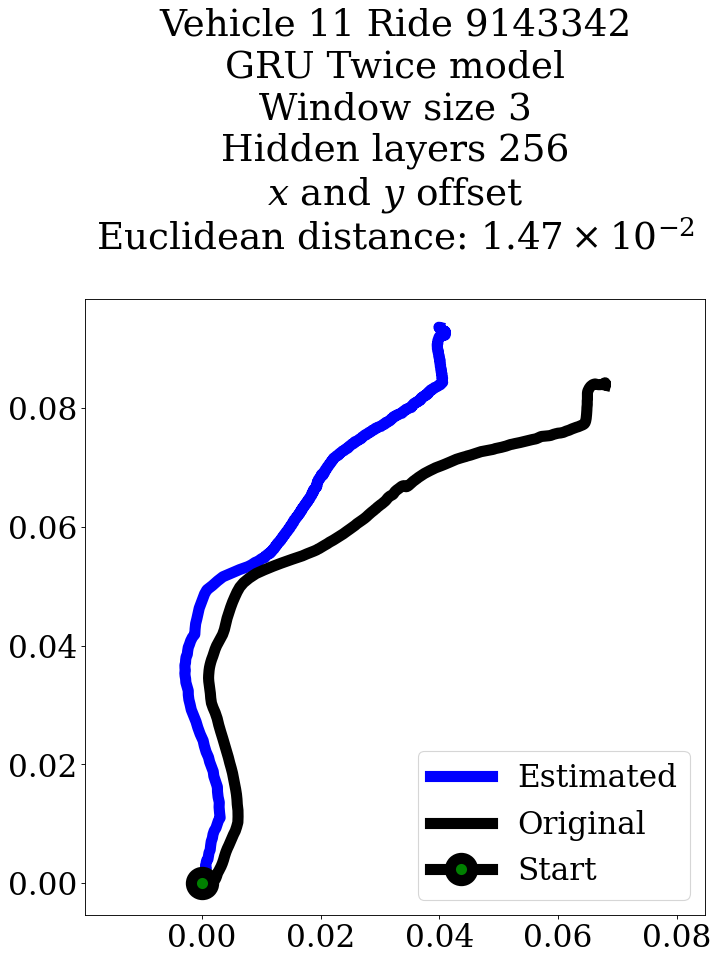 Vehicle 11 Ride 9143342
GRU Twice model
Window size 3
Hidden layers 256
x and y offset
Euclidean distance: 1.47 × 10⁻²
0.08
0.06
0.04
0.02
0.00
Estimated
Original
Start
0.00 0.02 0.04 0.06 0.08